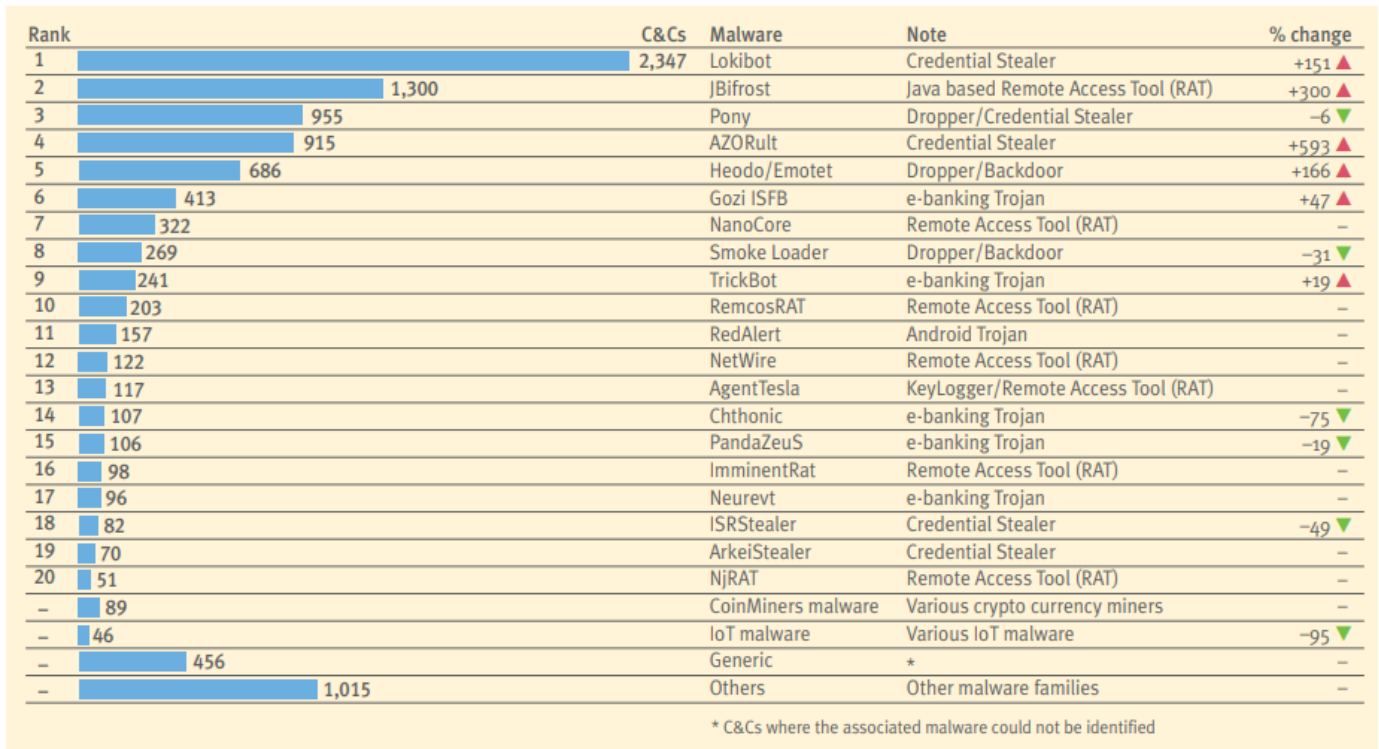 Rank C&Cs Malware Note % change
1 2,347 Lokibot Credential Stealer +151 ▲
2 1,300 JBifrost Java based Remote Access Tool (RAT) +300 ▲
3 955 Pony Dropper/Credential Stealer –6 ▼
4 915 AZORult Credential Stealer +593 ▲
5 686 Heodo/Emotet Dropper/Backdoor +166 ▲
6 413 Gozi ISFB e-banking Trojan +47 ▲
7 322 NanoCore Remote Access Tool (RAT) –
8 269 Smoke Loader Dropper/Backdoor –31 ▼
9 241 TrickBot e-banking Trojan +19 ▲
10 203 RemcosRAT Remote Access Tool (RAT) –
11 157 RedAlert Android Trojan –
12 122 NetWire Remote Access Tool (RAT) –
13 117 AgentTesla KeyLogger/Remote Access Tool (RAT) –
14 107 Chthonic e-banking Trojan –75 ▼
15 106 PandaZeuS e-banking Trojan –19 ▼
16 98 ImminentRat Remote Access Tool (RAT) –
17 96 Neurevt e-banking Trojan –
18 82 ISRStealer Credential Stealer –49 ▼
19 70 ArkeiStealer Credential Stealer –
20 51 NjRAT Remote Access Tool (RAT) –
– 89 CoinMiners malware Various crypto currency miners –
– 46 IoT malware Various IoT malware –95 ▼
– 456 Generic * –
– 1,015 Others Other malware families –
* C&Cs where the associated malware could not be identified